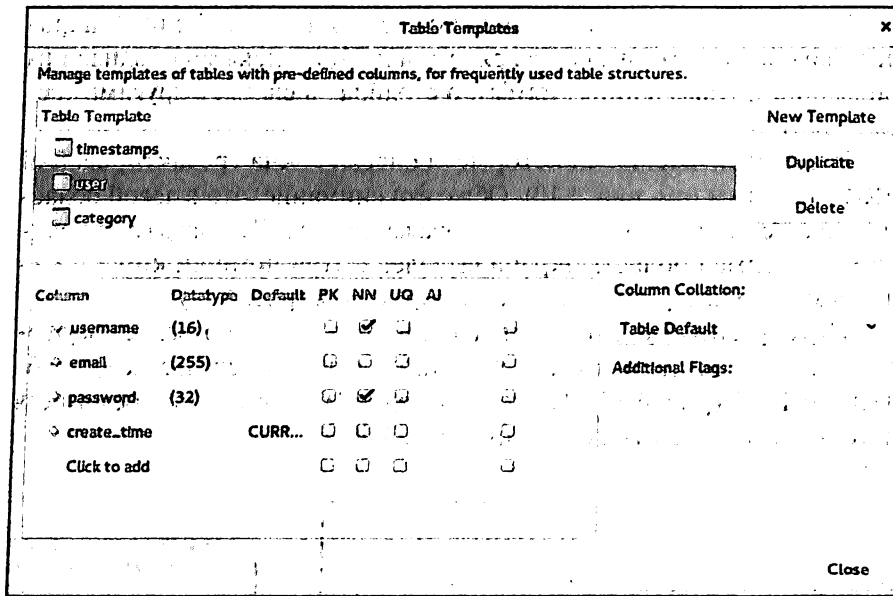 Table Templates ×
Manage templates of tables with pre-defined columns, for frequently used table structures.
Table Template
timestamps
user
category
New Template
Duplicate
Delete
Column Datatype Default PK NN UQ AI
username (16)
email (255)
password (32)
create_time CURR...
Click to add
Column Collation:
Table Default
Additional Flags:
Close